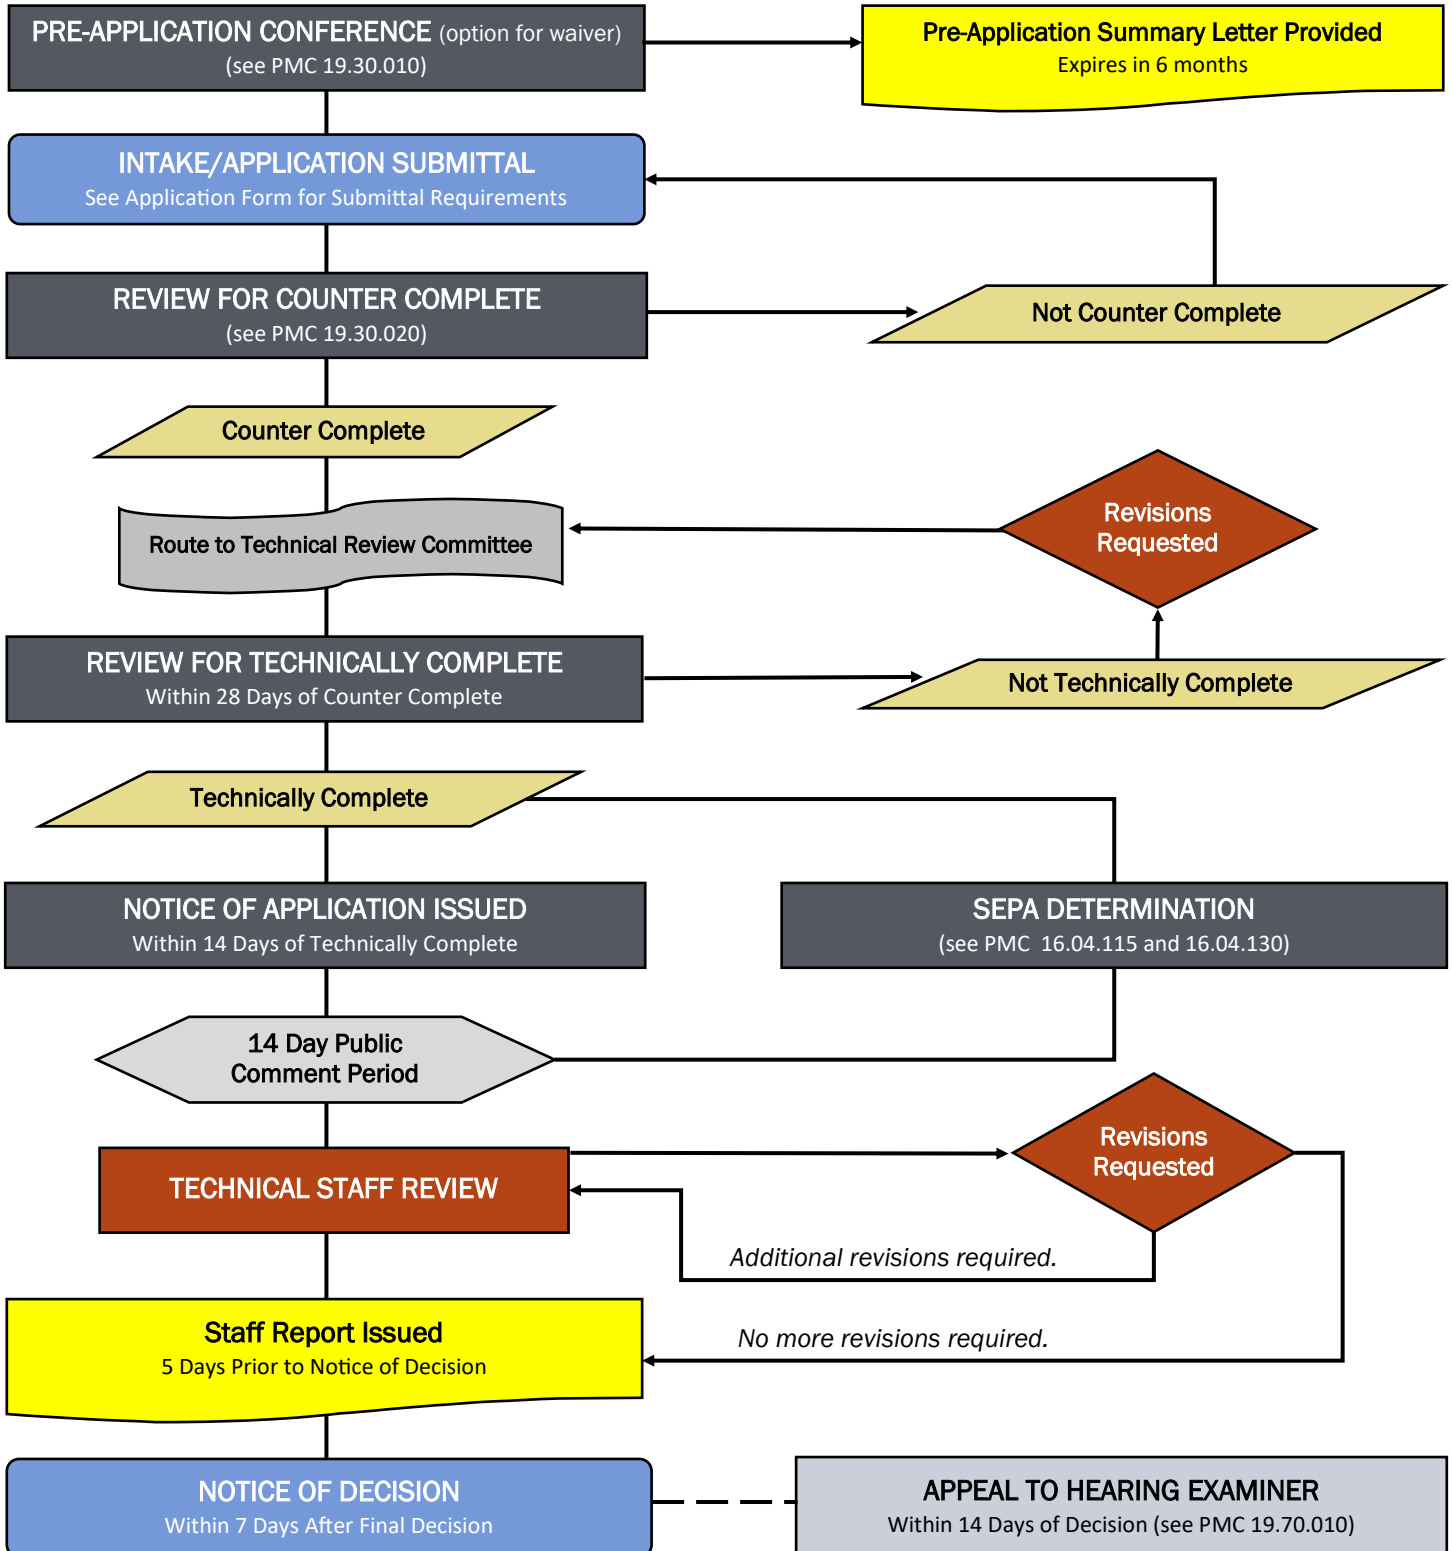 PRE-APPLICATION CONFERENCE (option for waiver)
(see PMC 19.30.010)
Pre-Application Summary Letter Provided
Expires in 6 months
INTAKE/APPLICATION SUBMITTAL
See Application Form for Submittal Requirements
REVIEW FOR COUNTER COMPLETE
(see PMC 19.30.020)
Not Counter Complete
Counter Complete
Revisions
Requested
Route to Technical Review Committee
REVIEW FOR TECHNICALLY COMPLETE
Within 28 Days of Counter Complete
Not Technically Complete
Technically Complete
NOTICE OF APPLICATION ISSUED
Within 14 Days of Technically Complete
SEPA DETERMINATION
(see PMC 16.04.115 and 16.04.130)
14 Day Public
Comment Period
TECHNICAL STAFF REVIEW
Revisions
Requested
Additional revisions required.
Staff Report Issued
5 Days Prior to Notice of Decision
No more revisions required.
NOTICE OF DECISION
Within 7 Days After Final Decision
APPEAL TO HEARING EXAMINER
Within 14 Days of Decision (see PMC 19.70.010)